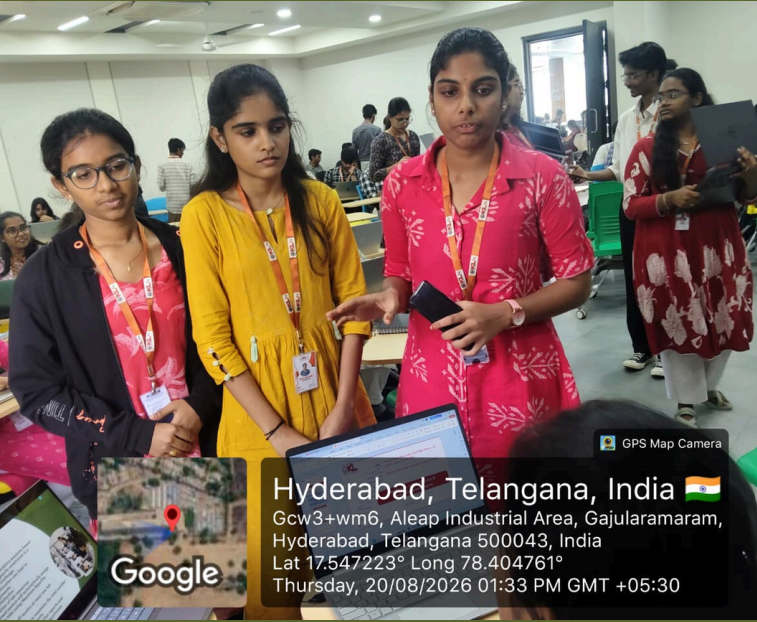 GPS Map Camera
Hyderabad, Telangana, India
Gcw3+wm6, Aleap Industrial Area, Gajularamaram,
Hyderabad, Telangana 500043, India
Lat 17.547223° Long 78.404761°
Thursday, 20/08/2026 01:33 PM GMT +05:30
Google